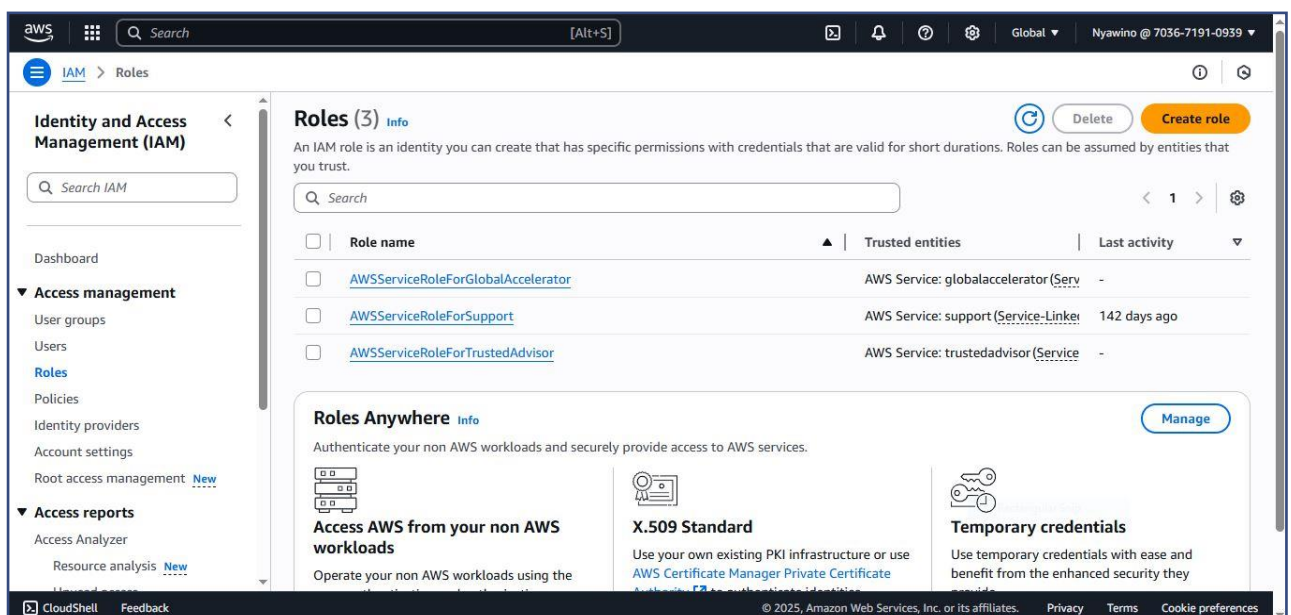 aws
Search [Alt+S]
Global ▼
Nyawino @ 7036-7191-0939 ▼
IAM > Roles
Identity and Access
Management (IAM)
Search IAM
Dashboard
Access management
User groups
Users
Roles
Policies
Identity providers
Account settings
Root access management New
Access reports
Access Analyzer
Resource analysis New
Roles (3) Info
Delete
Create role
An IAM role is an identity you can create that has specific permissions with credentials that are valid for short durations. Roles can be assumed by entities that
you trust.
Search
1
Role name Trusted entities Last activity
AWSServiceRoleForGlobalAccelerator AWS Service: globalaccelerator (Serv -
AWSServiceRoleForSupport AWS Service: support (Service-Linke 142 days ago
AWSServiceRoleForTrustedAdvisor AWS Service: trustedadvisor (Service -
Roles Anywhere Info
Manage
Authenticate your non AWS workloads and securely provide access to AWS services.
Access AWS from your non AWS
workloads
Operate your non AWS workloads using the
X.509 Standard
Use your own existing PKI infrastructure or use
AWS Certificate Manager Private Certificate
Temporary credentials
Use temporary credentials with ease and
benefit from the enhanced security they
CloudShell Feedback
© 2025, Amazon Web Services, Inc. or its affiliates. Privacy Terms Cookie preferences